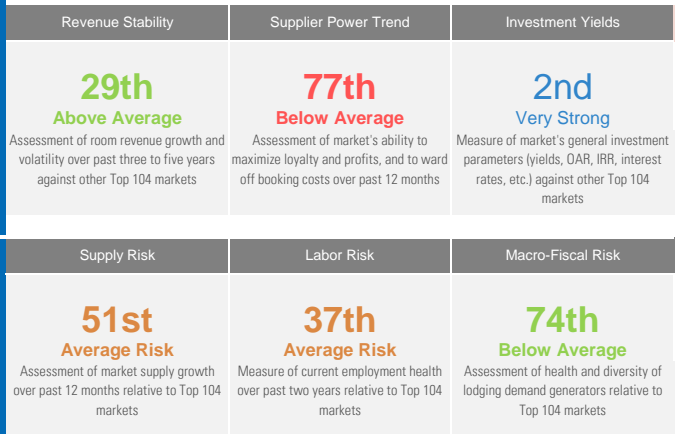 Revenue Stability
29th
Above Average
Assessment of room revenue growth and
volatility over past three to five years
against other Top 104 markets
Supplier Power Trend
77th
Below Average
Assessment of market's ability to
maximize loyalty and profits, and to ward
off booking costs over past 12 months
Investment Yields
2nd
Very Strong
Measure of market's general investment
parameters (yields, OAR, IRR, interest
rates, etc.) against other Top 104
markets
Supply Risk
51st
Average Risk
Assessment of market supply growth
over past 12 months relative to Top 104
markets
Labor Risk
37th
Average Risk
Measure of current employment health
over past two years relative to Top 104
markets
Macro-Fiscal Risk
74th
Below Average
Assessment of health and diversity of
lodging demand generators relative to
Top 104 markets